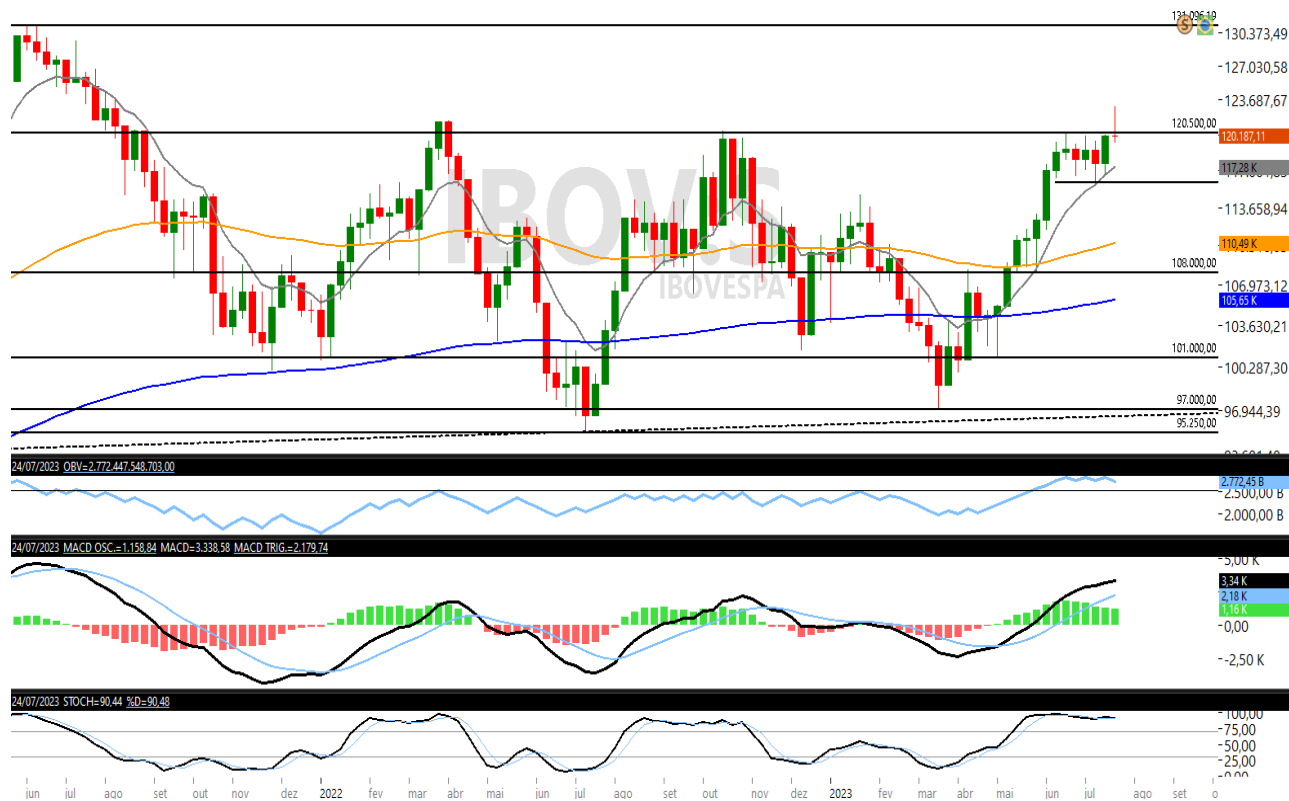 131.096,19
130.373,49
127.030,58
123.687,67
120.500,00
120.187,11
117,28 K
113.658,94
110,49 K
108.000,00
106.973,12
105,65 K
103.630,21
101.000,00
100.287,30
97.000,00
96.944,39
95.250,00
IBOV.S
IBOVESPA
24/07/2023 OBV=2.772.447.548.703,00
2.772,45 B
2.500,00 B
2.000,00 B
24/07/2023 MACD OSC.=1.158,84 MACD=3.338,58 MACD TRIG.=2.179,74
5,00 K
3,34 K
2,18 K
1,16 K
0,00
-2,50 K
24/07/2023 STOCH=90,44 %D=90,48
100,00
75,00
50,00
25,00
0,00
jun jul ago set out nov dez 2022 fev mar abr mai jun jul ago set out nov dez 2023 fev mar abr mai jun jul ago set o